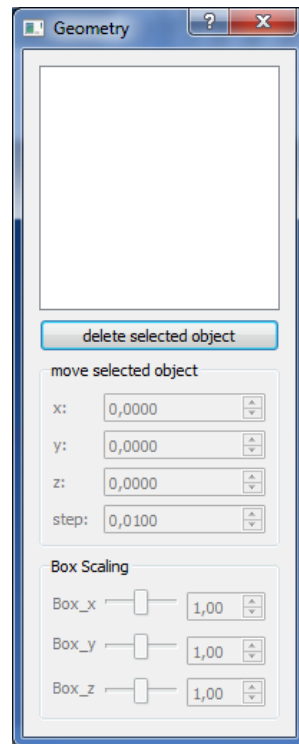 Geometry ?
delete selected object
move selected object
x: 0,0000
y: 0,0000
z: 0,0000
step: 0,0100
Box Scaling
Box_x 1,00
Box_y 1,00
Box_z 1,00